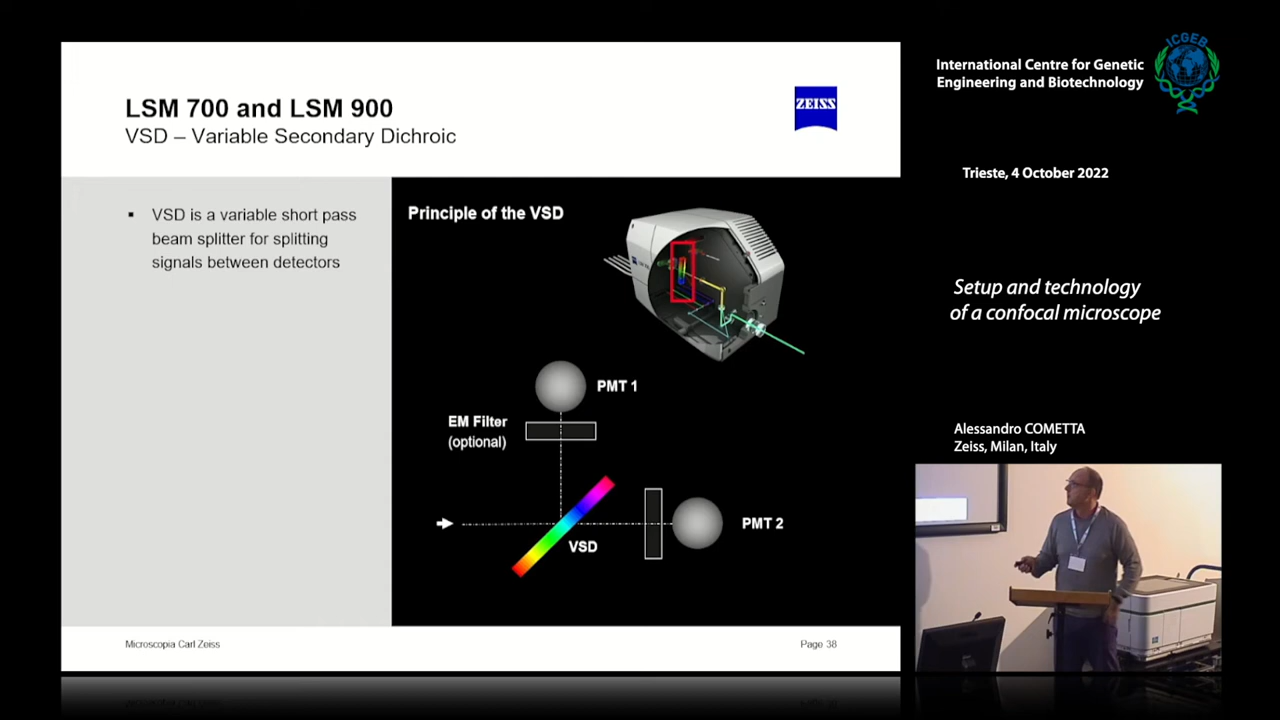 LSM 700 and LSM 900
VSD – Variable Secondary Dichroic
ZEISS
▪ VSD is a variable short pass
beam splitter for splitting
signals between detectors
Principle of the VSD
PMT 1
EM Filter
(optional)
VSD
PMT 2
Microscopia Carl Zeiss
Page 38
International Centre for Genetic
Engineering and Biotechnology
ICGEB
Trieste, 4 October 2022
Setup and technology
of a confocal microscope
Alessandro COMETTA
Zeiss, Milan, Italy